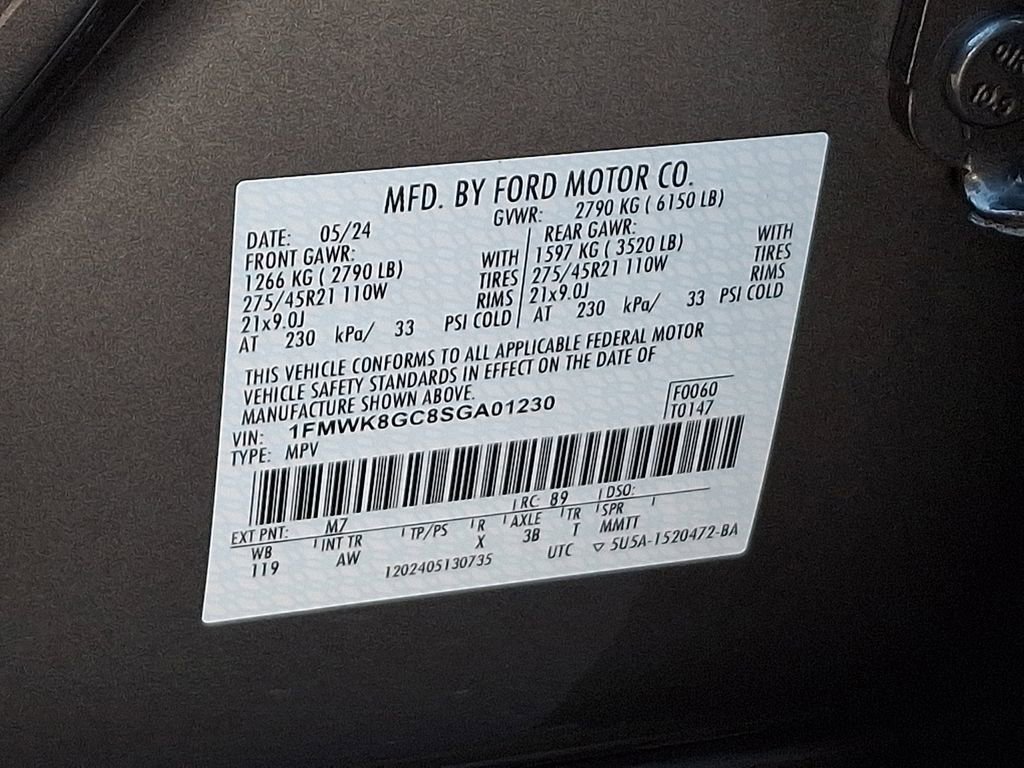 MFD. BY FORD MOTOR CO.
DATE: 05/24 GVWR: 2790 KG ( 6150 LB)
FRONT GAWR: REAR GAWR:
1266 KG ( 2790 LB) WITH 1597 KG ( 3520 LB) WITH
275/45R21 110W TIRES 275/45R21 110W TIRES
21x9.0J RIMS 21x9.0J RIMS
AT 230 kPa/ 33 PSI COLD AT 230 kPa/ 33 PSI COLD
THIS VEHICLE CONFORMS TO ALL APPLICABLE FEDERAL MOTOR
VEHICLE SAFETY STANDARDS IN EFFECT ON THE DATE OF
MANUFACTURE SHOWN ABOVE.
VIN: 1FMWK8GC8SGA01230 F0060
TYPE: MPV T0147
EXT PNT: M7 RC: 89 DSO:
WB INT TR TP/PS R AXLE TR SPR
119 AW X 3B T MMTT
1202405130735 UTC ▽ 5U5A-1520472-BA